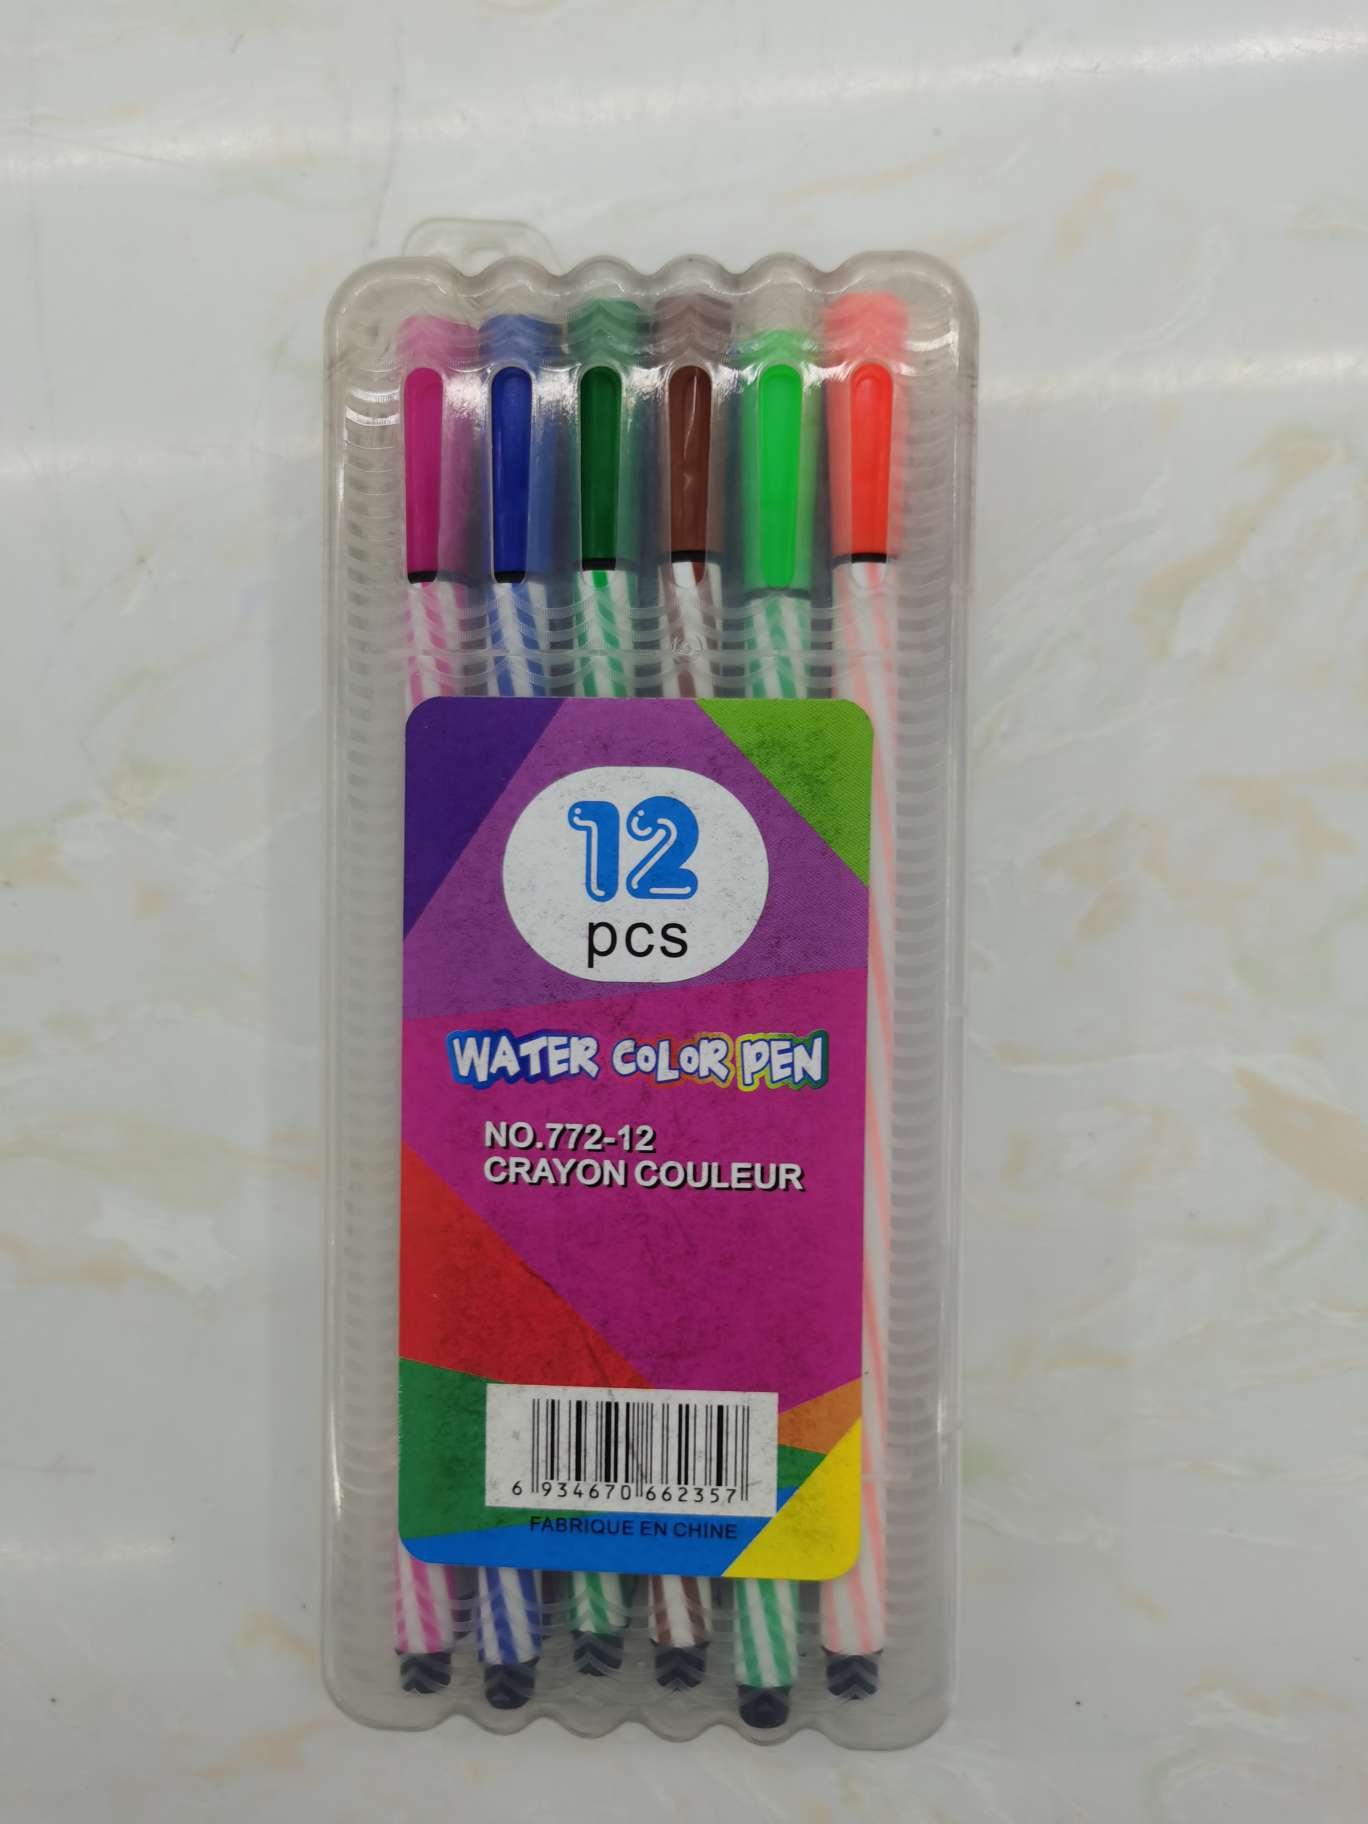 12
pcs
WATER COLOR PEN
NO.772-12
CRAYON COULEUR
6 934670 662357
FABRIQUE EN CHINE